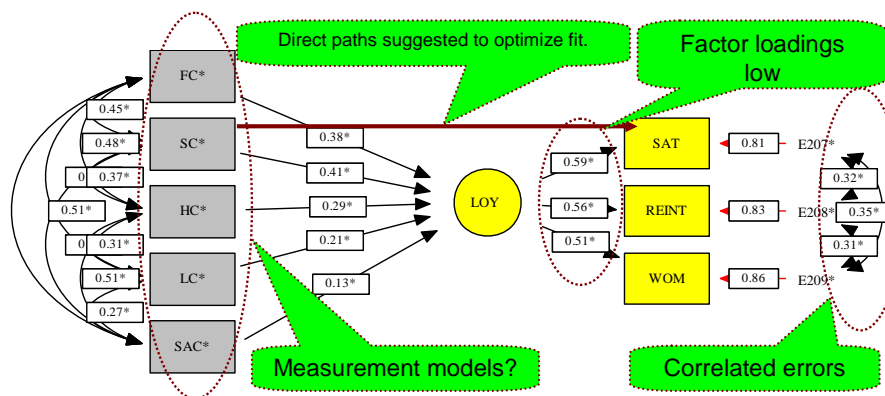 Direct paths suggested to optimize fit.
Factor loadings
low
FC*
SC*
HC*
LC*
SAC*
0.45*
0.48*
0.37*
0.51*
0.31*
0.51*
0.27*
0.38*
0.41*
0.29*
0.21*
0.13*
LOY
0.59*
0.56*
0.51*
SAT
REINT
WOM
0.81
0.83
0.86
E207*
E208*
E209*
0.32*
0.35*
0.31*
Measurement models?
Correlated errors